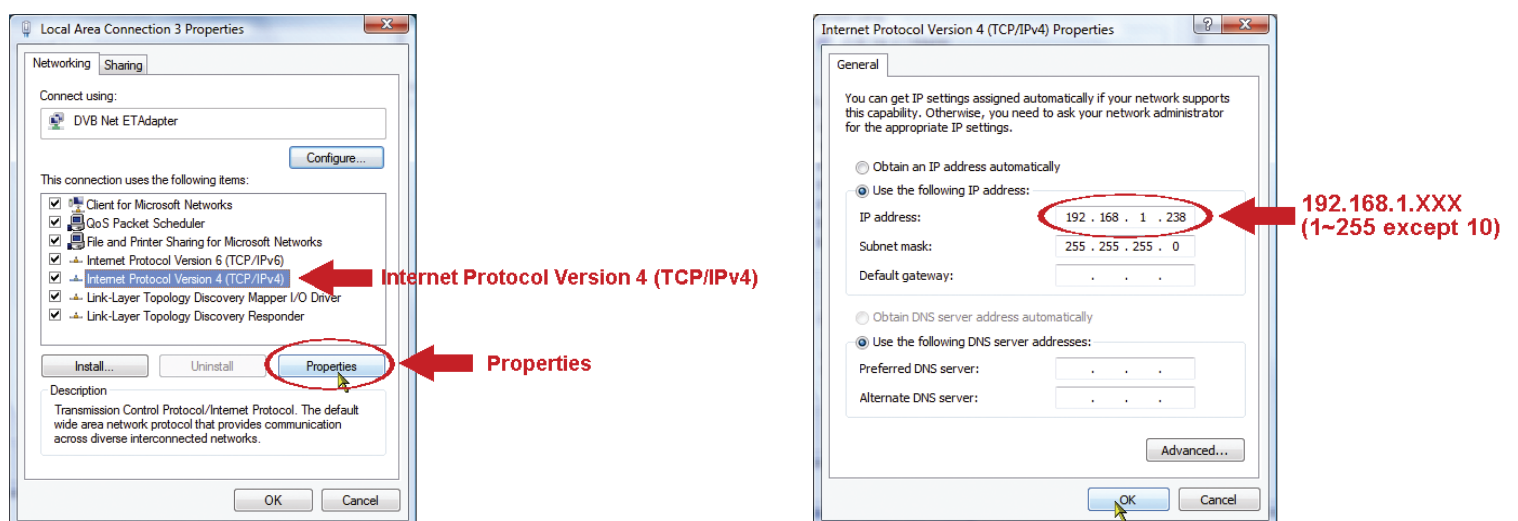 Local Area Connection 3 Properties
Networking
Sharing
Connect using:
DVB Net ETAdapter
Configure...
This connection uses the following items:
Client for Microsoft Networks
QoS Packet Scheduler
File and Printer Sharing for Microsoft Networks
Internet Protocol Version 6 (TCP/IPv6)
Internet Protocol Version 4 (TCP/IPv4)
Link-Layer Topology Discovery Mapper I/O Driver
Link-Layer Topology Discovery Responder
Install...
Uninstall
Properties
Description
Transmission Control Protocol/Internet Protocol. The default
wide area network protocol that provides communication
across diverse interconnected networks.
OK
Cancel
Internet Protocol Version 4 (TCP/IPv4)
Properties
Internet Protocol Version 4 (TCP/IPv4) Properties
General
You can get IP settings assigned automatically if your network supports
this capability. Otherwise, you need to ask your network administrator
for the appropriate IP settings.
Obtain an IP address automatically
Use the following IP address:
IP address: 192 . 168 . 1 . 238
Subnet mask: 255 . 255 . 255 . 0
Default gateway: . . .
Obtain DNS server address automatically
Use the following DNS server addresses:
Preferred DNS server: . . .
Alternate DNS server: . . .
Advanced...
OK
Cancel
192.168.1.XXX
(1~255 except 10)